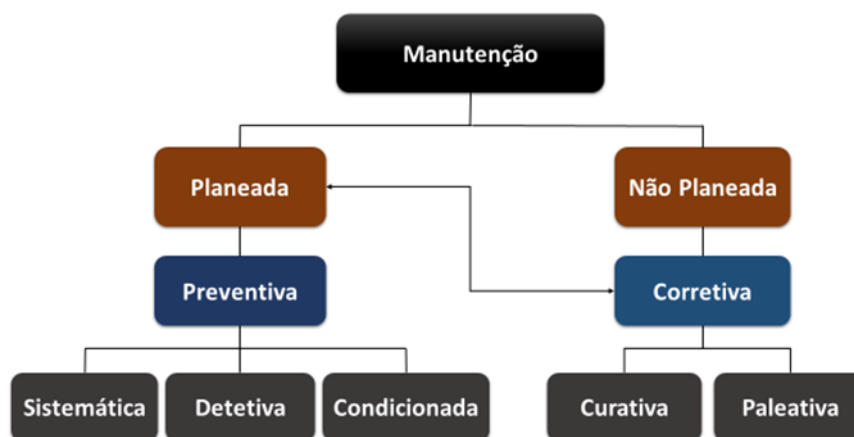 Manutenção
Planeada
Não Planeada
Preventiva
Corretiva
Sistemática
Detetiva
Condicionada
Curativa
Paleativa